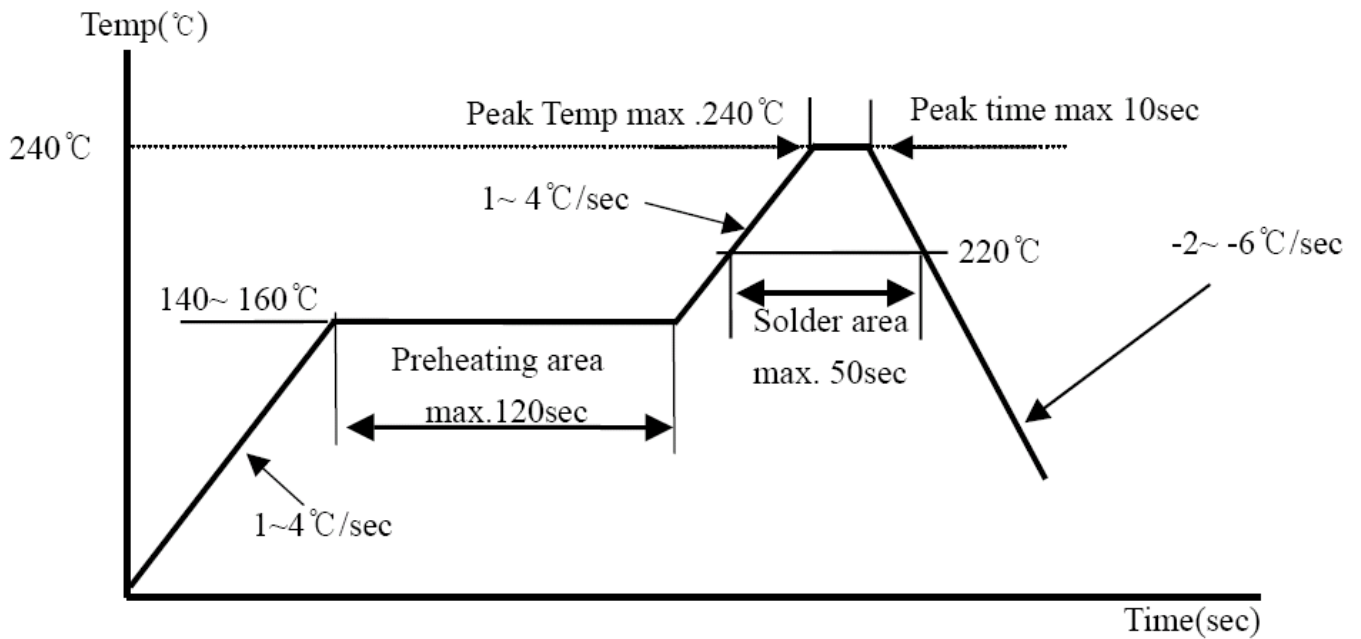 Temp(℃)
Peak Temp max .240℃
Peak time max 10sec
240℃
1~ 4℃/sec
220℃
-2~ -6℃/sec
140~ 160℃
Solder area
max. 50sec
Preheating area
max.120sec
1~4℃/sec
Time(sec)